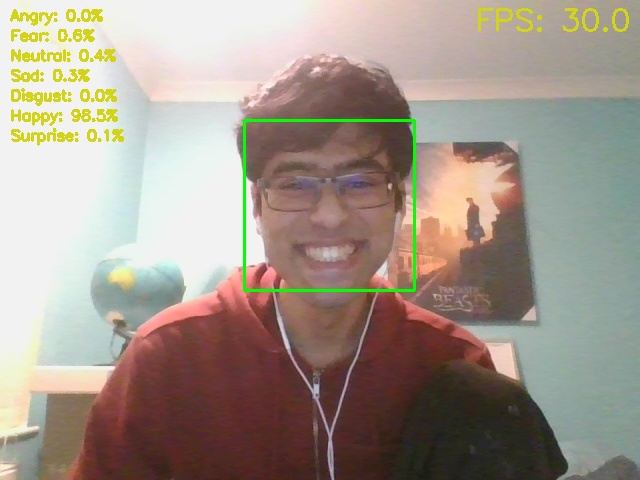 Angry: 0.0%
Fear: 0.6%
Neutral: 0.4%
Sad: 0.3%
Disgust: 0.0%
Happy: 98.5%
Surprise: 0.1%
FPS: 30.0
FANTASTIC
BEASTS